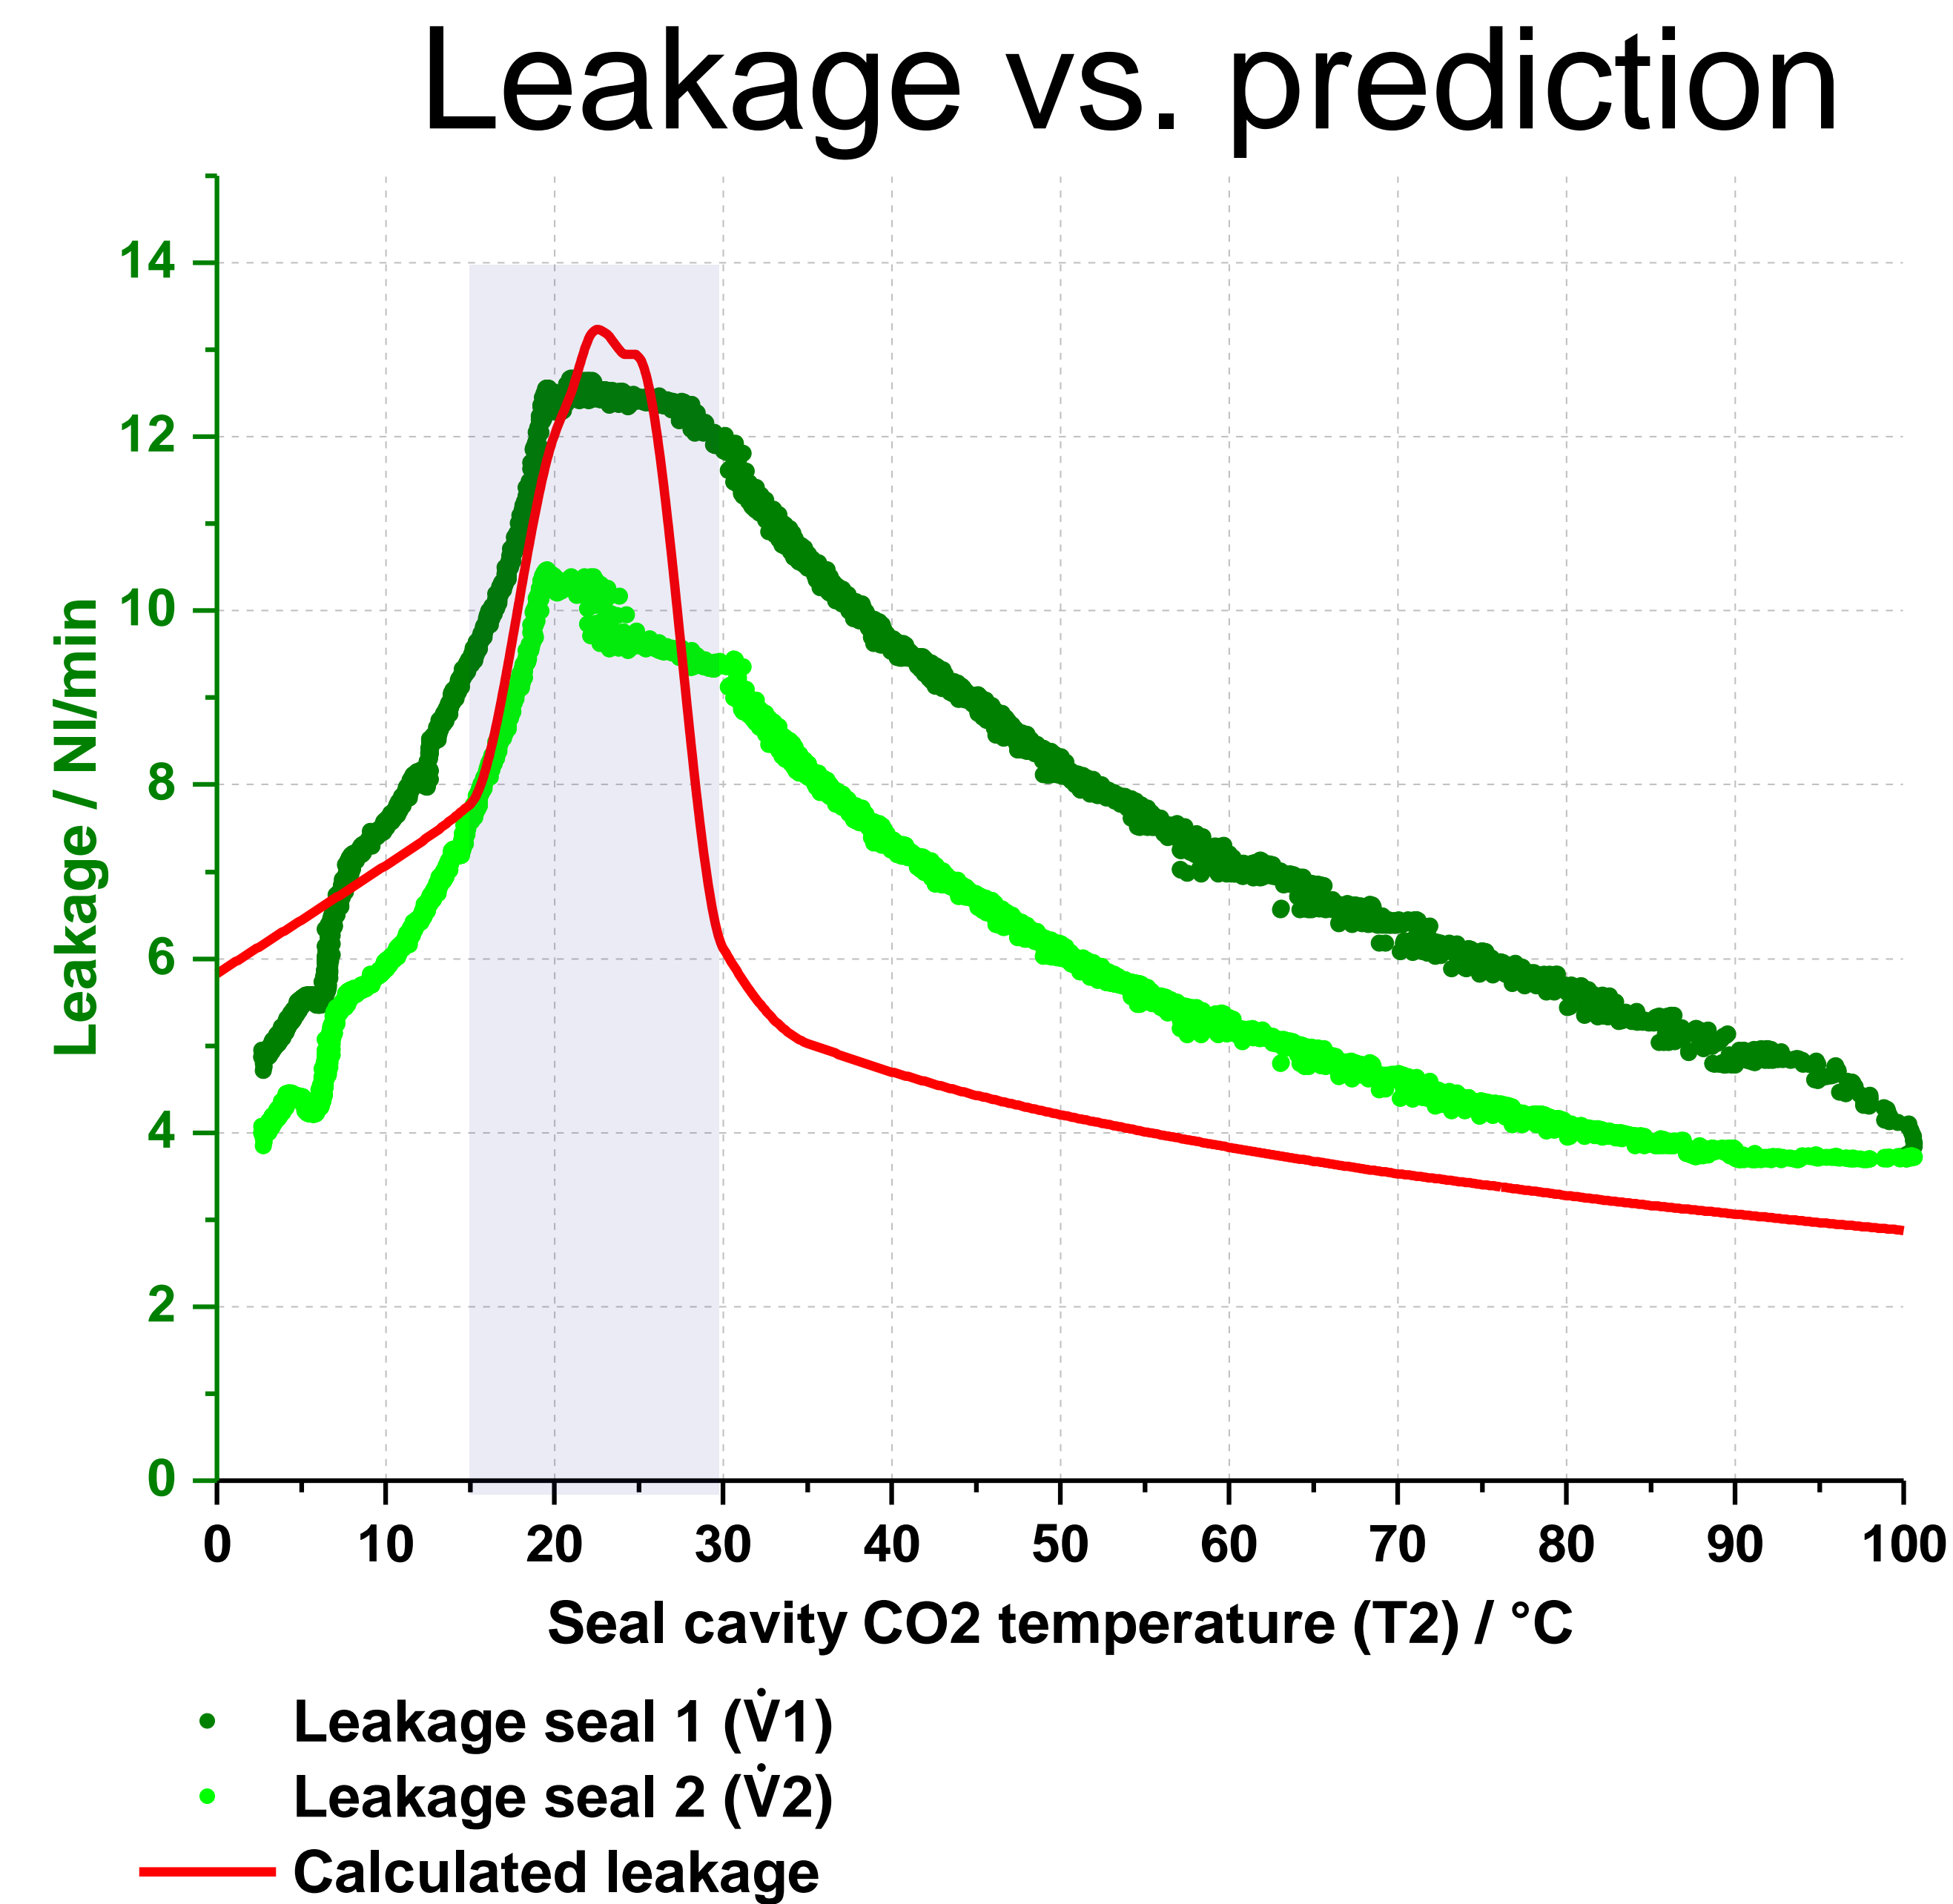 Leakage vs. prediction
Leakage / Nl/min
14
12
10
8
6
4
2
0
0 10 20 30 40 50 60 70 80 90 100
Seal cavity CO2 temperature (T2) / °C
Leakage seal 1 (V̇1)
Leakage seal 2 (V̇2)
Calculated leakage